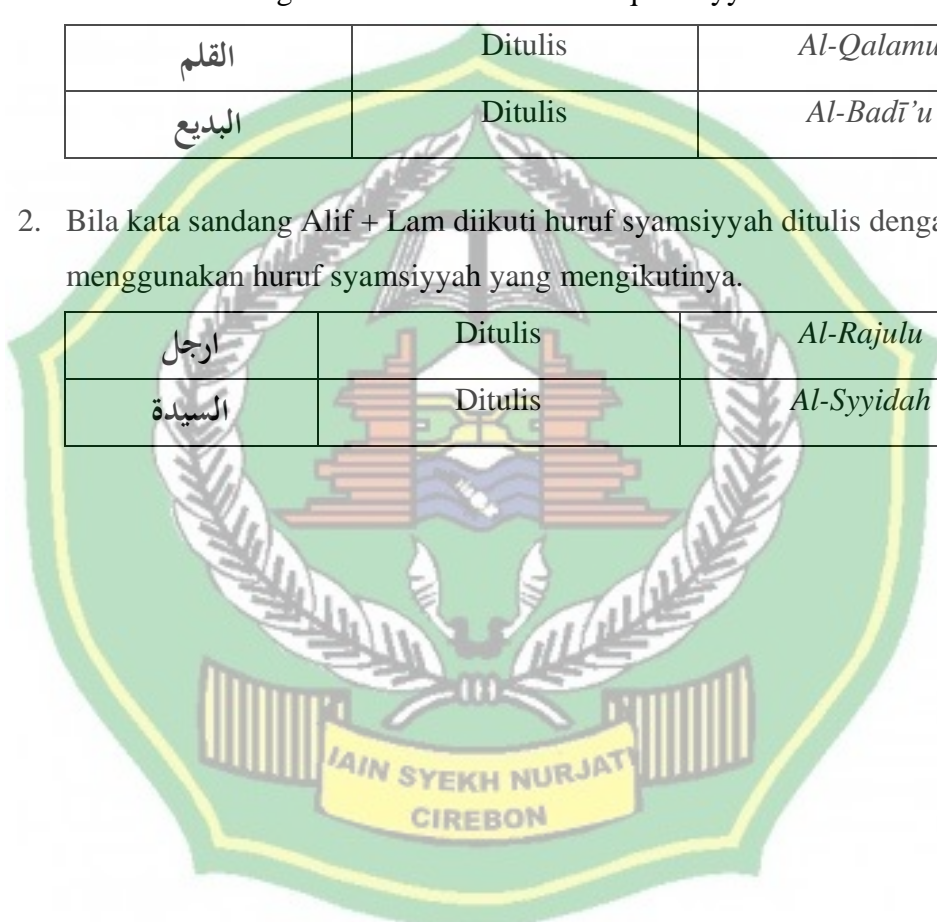 القلم Ditulis Al-Qalamu
البديع Ditulis Al-Badī'u
2. Bila kata sandang Alif + Lam diikuti huruf syamsiyyah ditulis denga
menggunakan huruf syamsiyyah yang mengikutinya.
ارجل Ditulis Al-Rajulu
السيدة Ditulis Al-Syyidah
IAIN SYEKH NURJATI
CIREBON